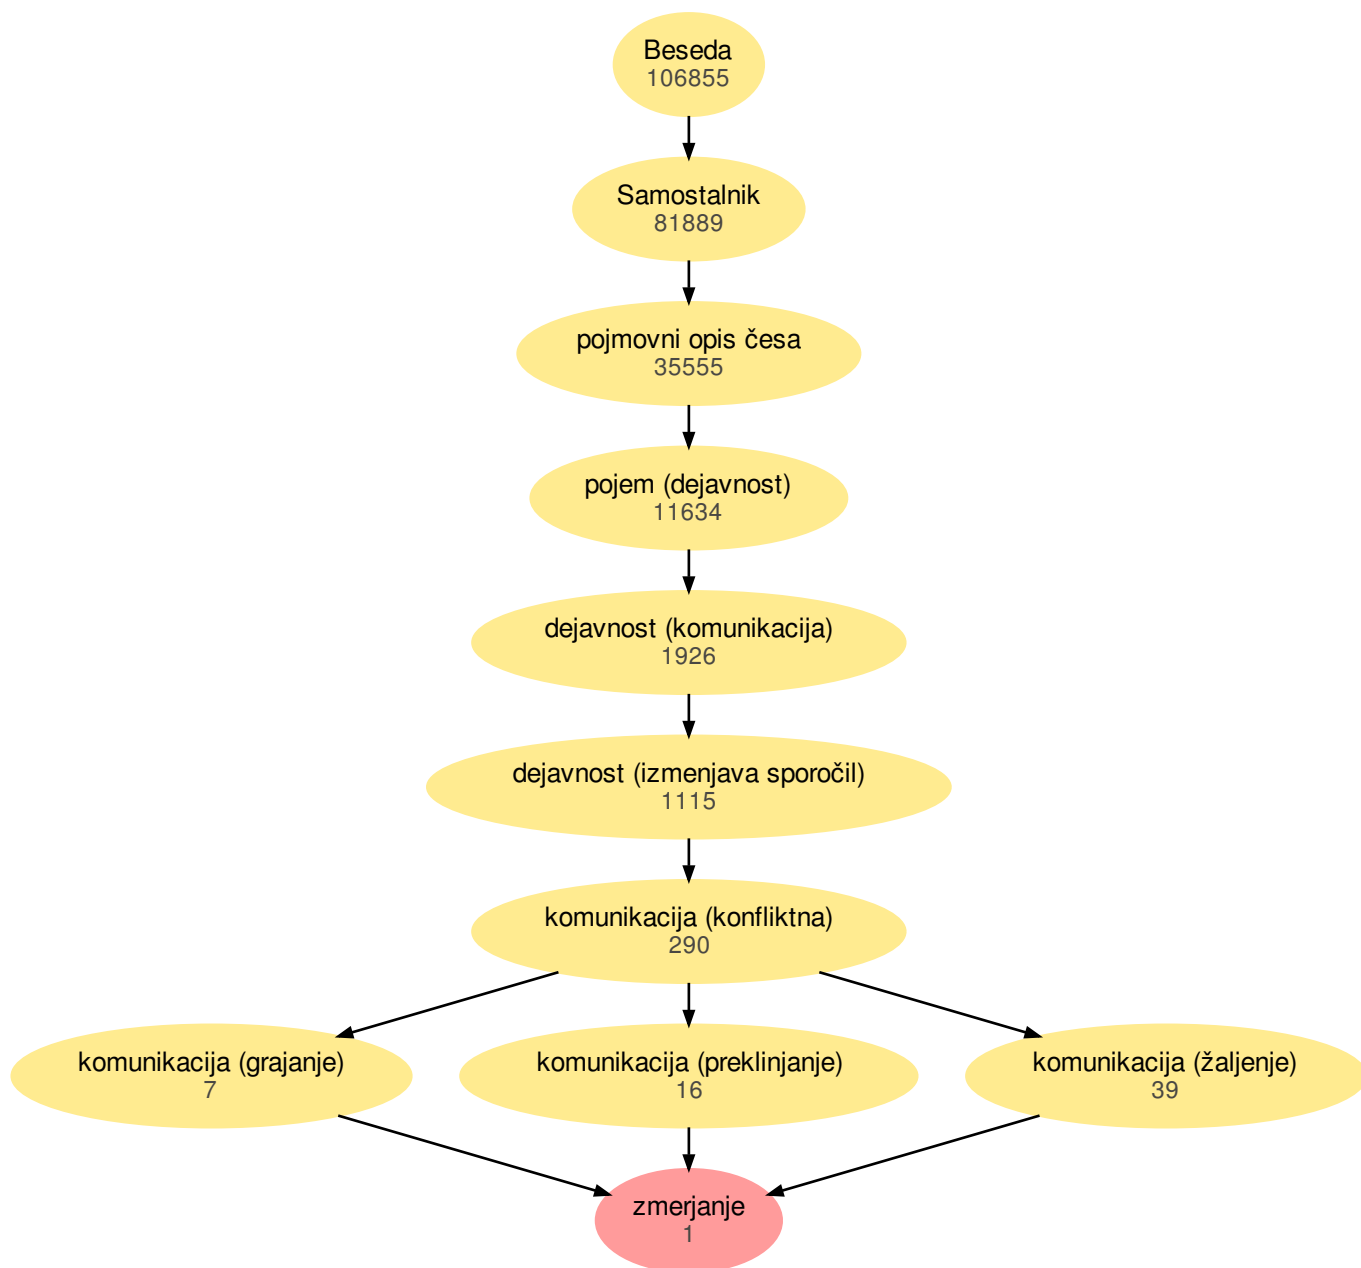 Beseda
106855
Samostalnik
81889
pojmovni opis česa
35555
pojem (dejavnost)
11634
dejavnost (komunikacija)
1926
dejavnost (izmenjava sporočil)
1115
komunikacija (konfliktna)
290
komunikacija (grajanje)
7
komunikacija (preklinjanje)
16
komunikacija (žaljenje)
39
zmerjanje
1